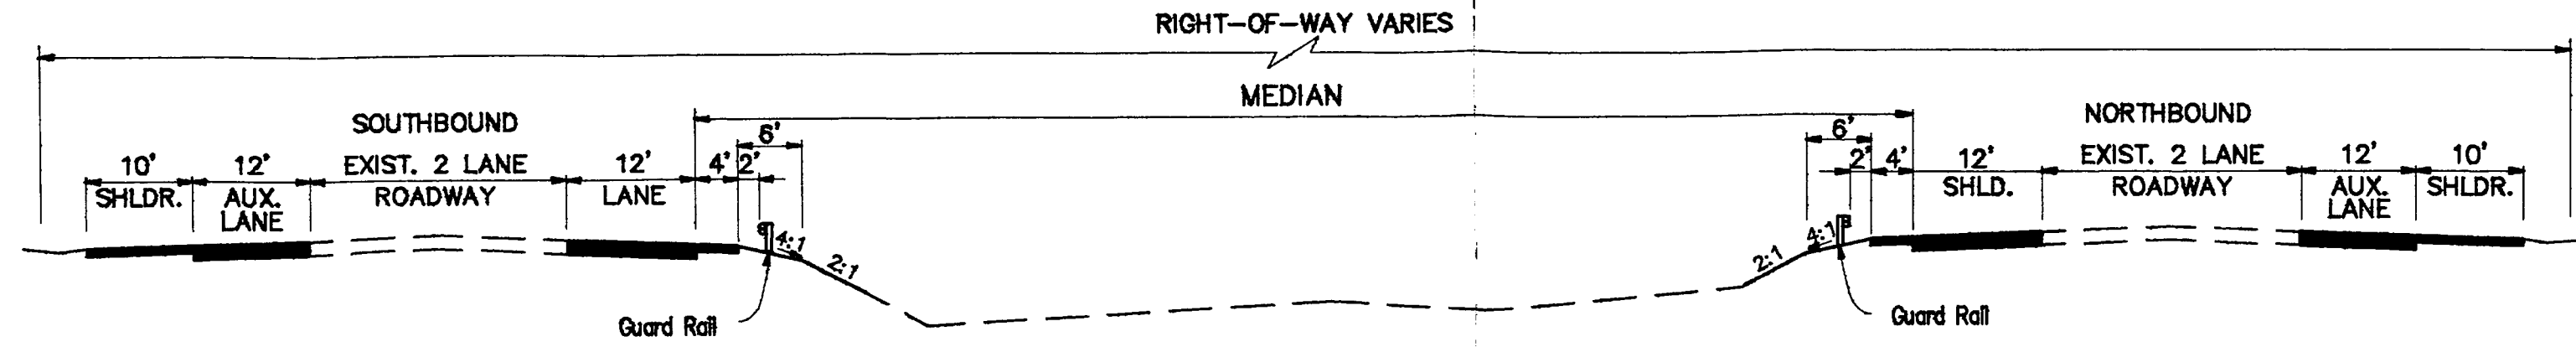 RIGHT-OF-WAY VARIES
MEDIAN
SOUTHBOUND
NORTHBOUND
6'
6'
10'
12'
EXIST. 2 LANE
12'
4'
2'
2'
4'
12'
EXIST. 2 LANE
12'
10'
SHLDR.
AUX.
LANE
ROADWAY
LANE
SHLD.
ROADWAY
AUX.
LANE
SHLDR.
4:1
2:1
2:1
4:1
Guard Rail
Guard Rail